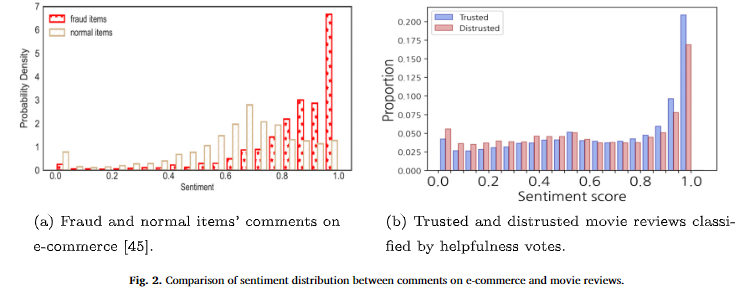 7
6
5
4
3
2
1
0
Probability Density
fraud items
normal items
0.0 0.2 0.4 0.6 0.8 1.0
Sentiment
0.200
0.175
0.150
0.125
0.100
0.075
0.050
0.025
0.000
Proportion
Trusted
Distrusted
0.0 0.2 0.4 0.6 0.8 1.0
Sentiment score
(a) Fraud and normal items' comments on
e-commerce [45].
(b) Trusted and distrusted movie reviews classi-
fied by helpfulness votes.
Fig. 2. Comparison of sentiment distribution between comments on e-commerce and movie reviews.